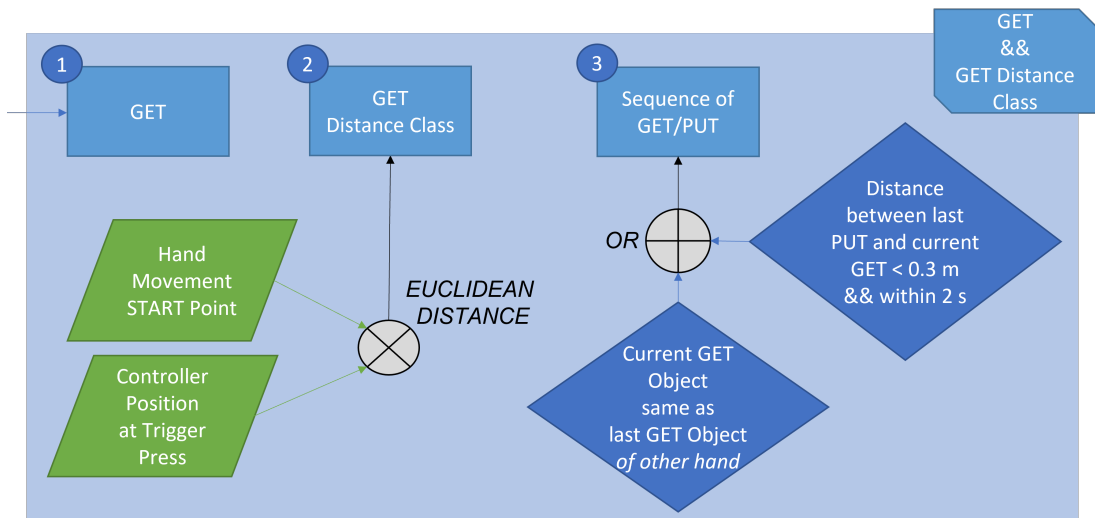 GET
&&
GET Distance
Class
1
GET
2
GET
Distance Class
3
Sequence of
GET/PUT
Hand
Movement
START Point
Controller
Position
at Trigger
Press
EUCLIDEAN
DISTANCE
OR
Distance
between last
PUT and current
GET < 0.3 m
&& within 2 s
Current GET
Object
same as
last GET Object
of other hand